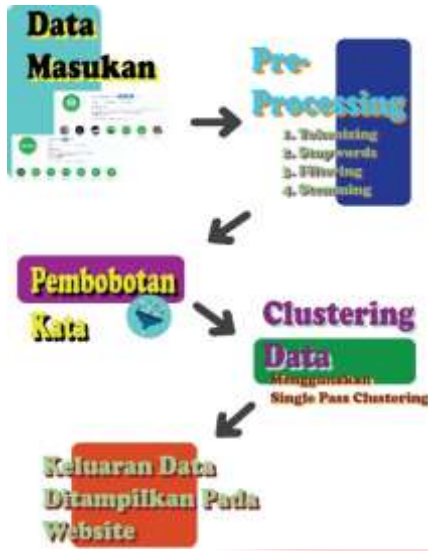 Data
Masukan
Pre-
Processing
1. Tokenizing
2. Stopwords
3. Filtering
4. Stemming
Pembobotan
Kata
Clustering
Data
Menggunakan
Single Pass Clustering
Keluaran Data
Ditampilkan Pada
Website